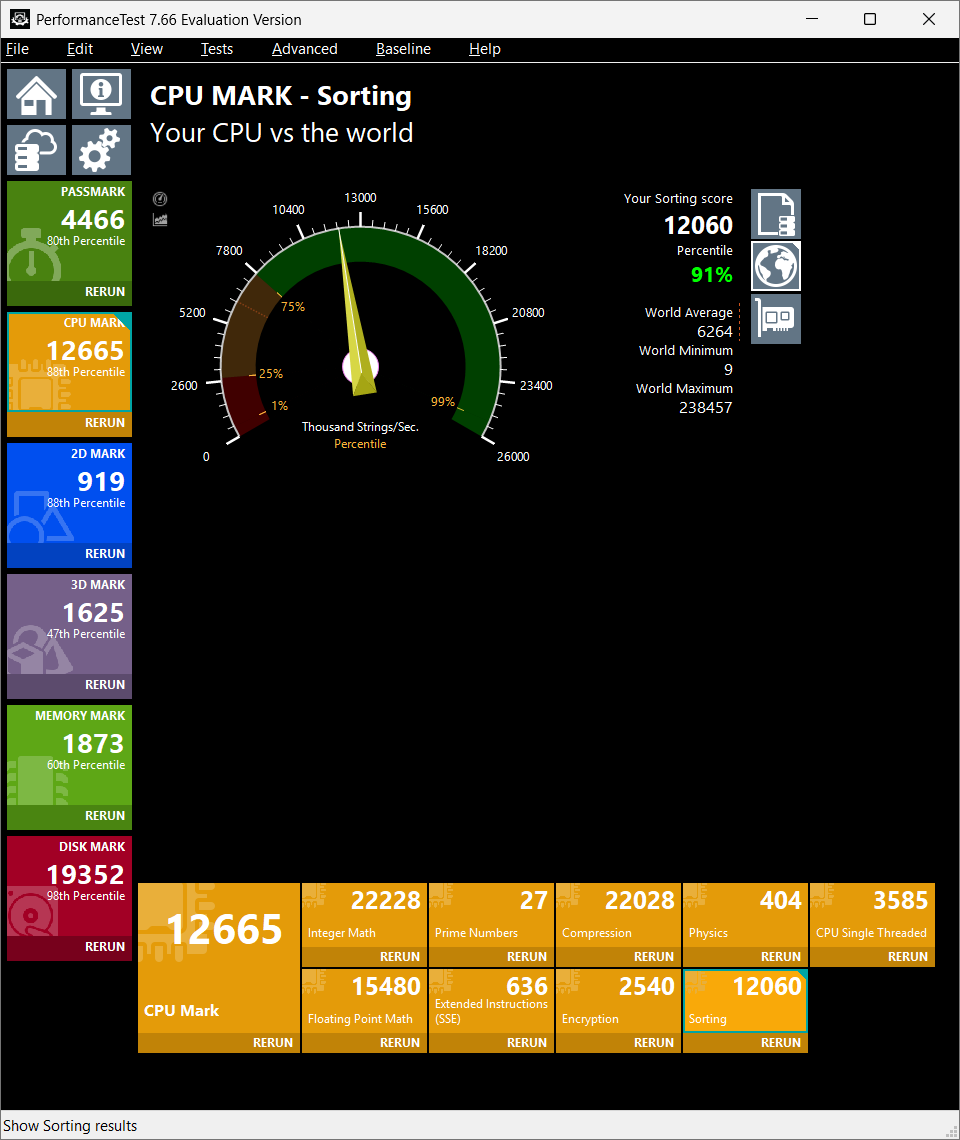 PerformanceTest 7.66 Evaluation Version
File Edit View Tests Advanced Baseline Help
CPU MARK - Sorting
Your CPU vs the world
PASSMARK
4466
80th Percentile
RERUN
CPU MARK
12665
88th Percentile
RERUN
2D MARK
919
88th Percentile
RERUN
3D MARK
1625
47th Percentile
RERUN
MEMORY MARK
1873
60th Percentile
RERUN
DISK MARK
19352
98th Percentile
RERUN
0
2600
5200
7800
10400
13000
15600
18200
20800
23400
26000
1%
25%
75%
99%
Thousand Strings/Sec.
Percentile
Your Sorting score
12060
Percentile
91%
World Average
6264
World Minimum
9
World Maximum
238457
12665
CPU Mark
RERUN
22228
Integer Math
RERUN
27
Prime Numbers
RERUN
22028
Compression
RERUN
404
Physics
RERUN
3585
CPU Single Threaded
RERUN
15480
Floating Point Math
RERUN
636
Extended Instructions
(SSE)
RERUN
2540
Encryption
RERUN
12060
Sorting
RERUN
Show Sorting results